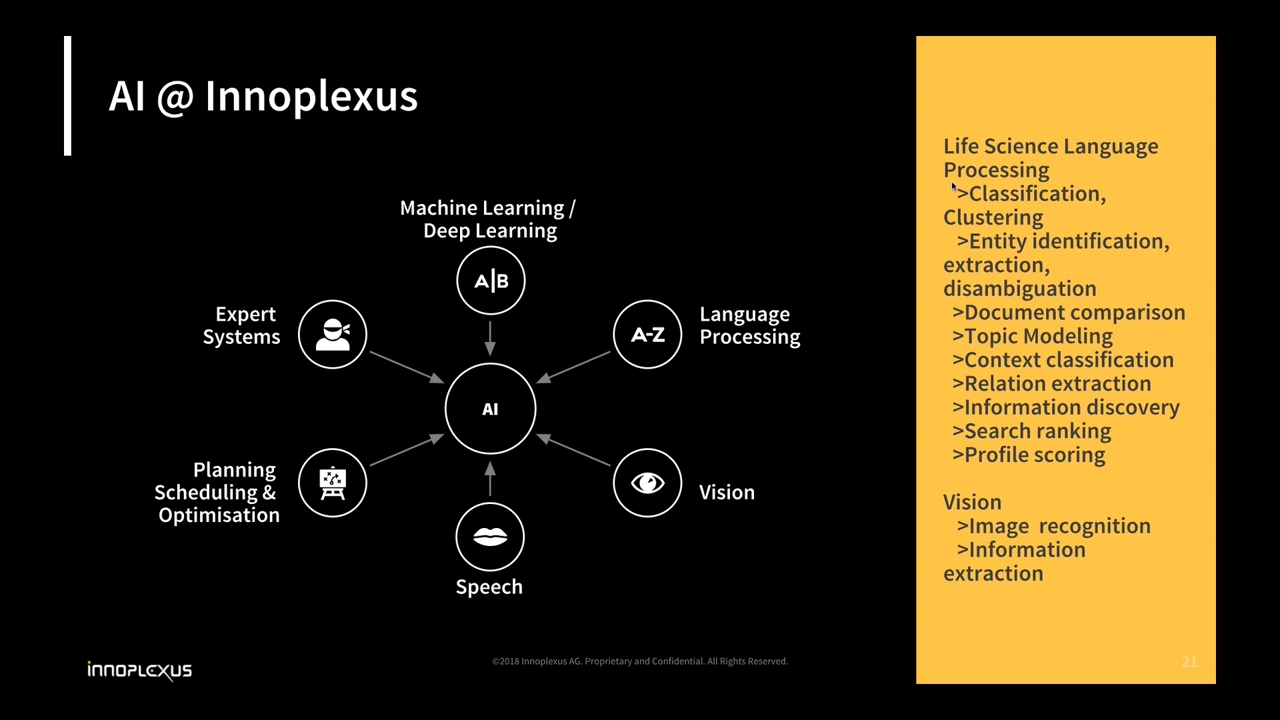 AI @ Innoplexus
Machine Learning /
Deep Learning
A|B
Expert
Systems
Language
Processing
A-Z
AI
Planning
Scheduling &
Optimisation
Vision
Speech
Life Science Language
Processing
>Classification,
Clustering
>Entity identification,
extraction,
disambiguation
>Document comparison
>Topic Modeling
>Context classification
>Relation extraction
>Information discovery
>Search ranking
>Profile scoring
Vision
>Image recognition
>Information
extraction
INNOPLEXUS
©2018 Innoplexus AG. Proprietary and Confidential. All Rights Reserved.
21